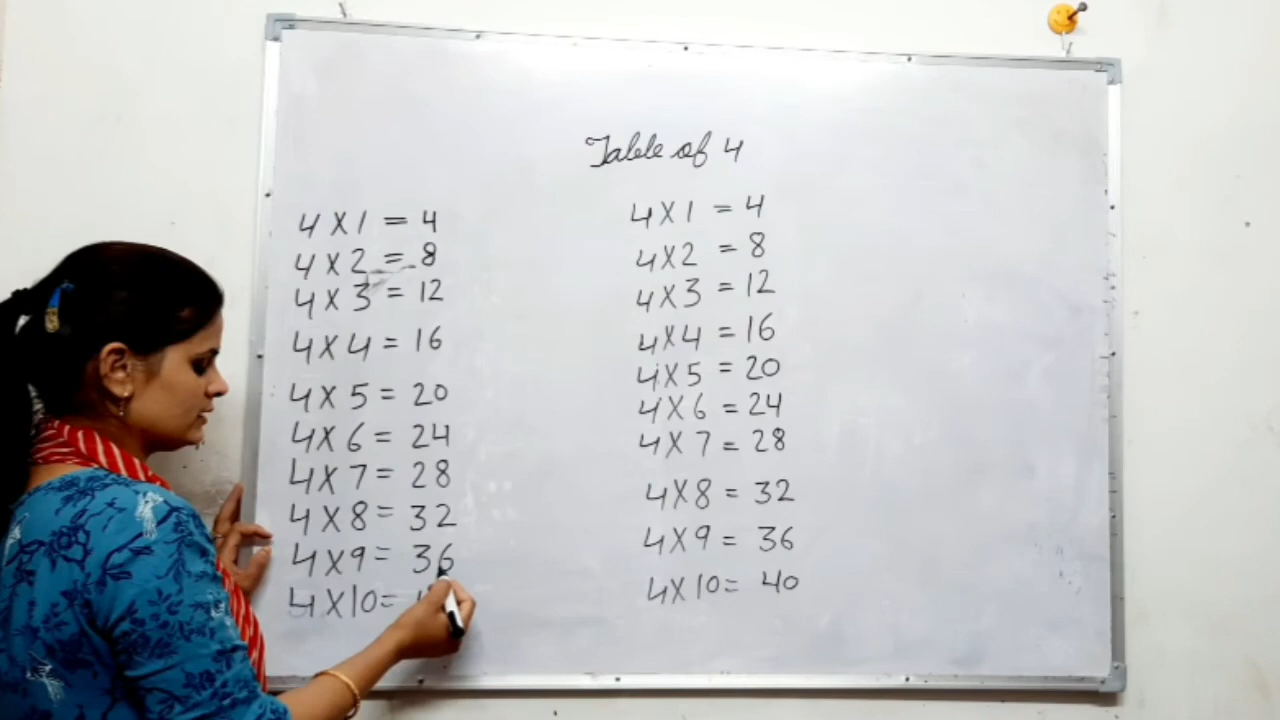 Table of 4
4 X 1 = 4
4 X 2 = 8
4 X 3 = 12
4 X 4 = 16
4 X 5 = 20
4 X 6 = 24
4 X 7 = 28
4 X 8 = 32
4 X 9 = 36
4 X 10 =
4 X 1 = 4
4 X 2 = 8
4 X 3 = 12
4 X 4 = 16
4 X 5 = 20
4 X 6 = 24
4 X 7 = 28
4 X 8 = 32
4 X 9 = 36
4 X 10 = 40